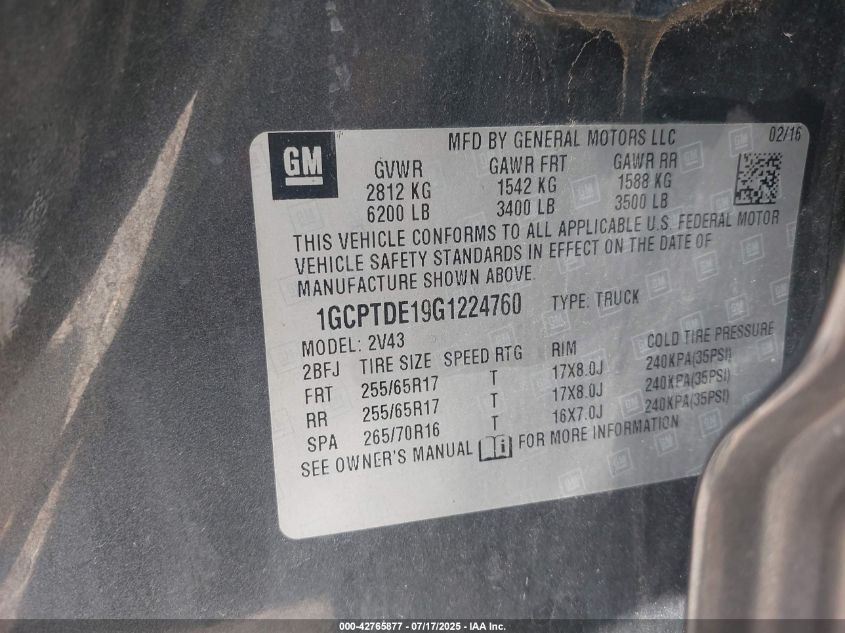 MFD BY GENERAL MOTORS LLC 02/16
GM
GVWR GAWR FRT GAWR RR
2812 KG 1542 KG 1588 KG
6200 LB 3400 LB 3500 LB
THIS VEHICLE CONFORMS TO ALL APPLICABLE U.S. FEDERAL MOTOR
VEHICLE SAFETY STANDARDS IN EFFECT ON THE DATE OF
MANUFACTURE SHOWN ABOVE.
1GCPTDE19G1224760 TYPE: TRUCK
MODEL: 2V43
2BFJ TIRE SIZE SPEED RTG RIM COLD TIRE PRESSURE
FRT 255/65R17 T 17X8.0J 240KPA(35PSI)
RR 255/65R17 T 17X8.0J 240KPA(35PSI)
SPA 265/70R16 T 16X7.0J 240KPA(35PSI)
SEE OWNER'S MANUAL i FOR MORE INFORMATION
000-42765877 - 07/17/2025 - IAA Inc.